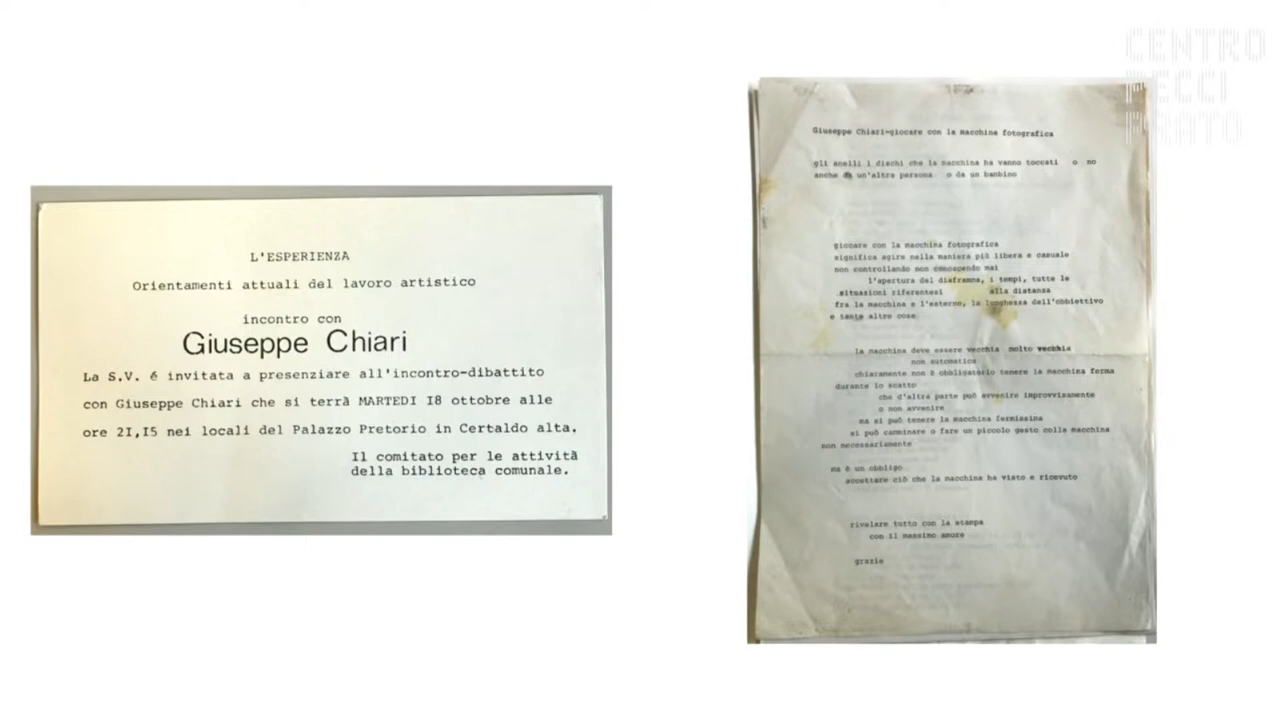 L'ESPERIENZA
Orientamenti attuali del lavoro artistico
incontro con
Giuseppe Chiari
La S.V. é invitata a presenziare all'incontro-dibattito
con Giuseppe Chiari che si terrà MARTEDI I8 ottobre alle
ore 2I,I5 nei locali del Palazzo Pretorio in Certaldo alta.
Il comitato per le attività
della biblioteca comunale.
CENTRO
PECCI
PRATO
Giuseppe Chiari-giocare con la macchina fotografica
gli anelli i dischi che la macchina ha vanno toccati o no
anche da un'altra persona o da un banbino
giocare con la macchina fotografica
significa agire nella maniera più libera e casuale
non controllando non conoscendo mai
l'apertura del diaframma, i tempi, tutte le
situazioni riferentesi alla distanza
fra la macchina e l'esterno, la lunghezza dell'obbiettivo
e tante altre cose
la macchina deve essere vecchia molto vecchia
non automatica
chiaramente non è obbligatorio tenere la macchina ferma
durante lo scatto
che d'altra parte può avvenire improvvisamente
o non avvenire
ma si può tenere la macchina fermissima
si può camminare o fare un piccolo gesto colla macchina
non necessariamente
ma è un obbligo
accettare ciò che la macchina ha visto e ricevuto
rivelare tutto con la stampa
con il massimo amore
grazie